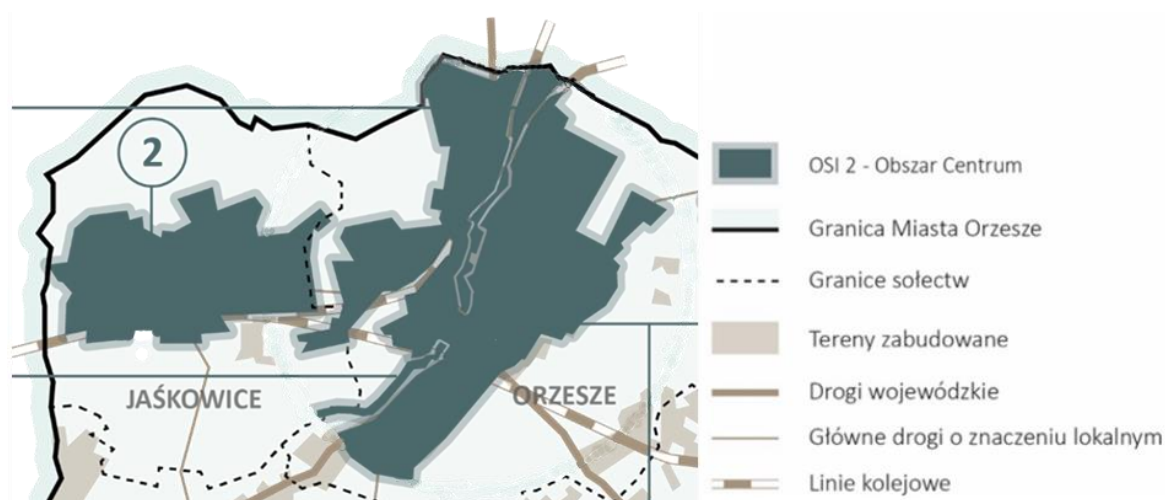 2
JAŚKOWICE
ORZESZE
OSI 2 - Obszar Centrum
Granica Miasta Orzesze
Granice sołectw
Tereny zabudowane
Drogi wojewódzkie
Główne drogi o znaczeniu lokalnym
Linie kolejowe